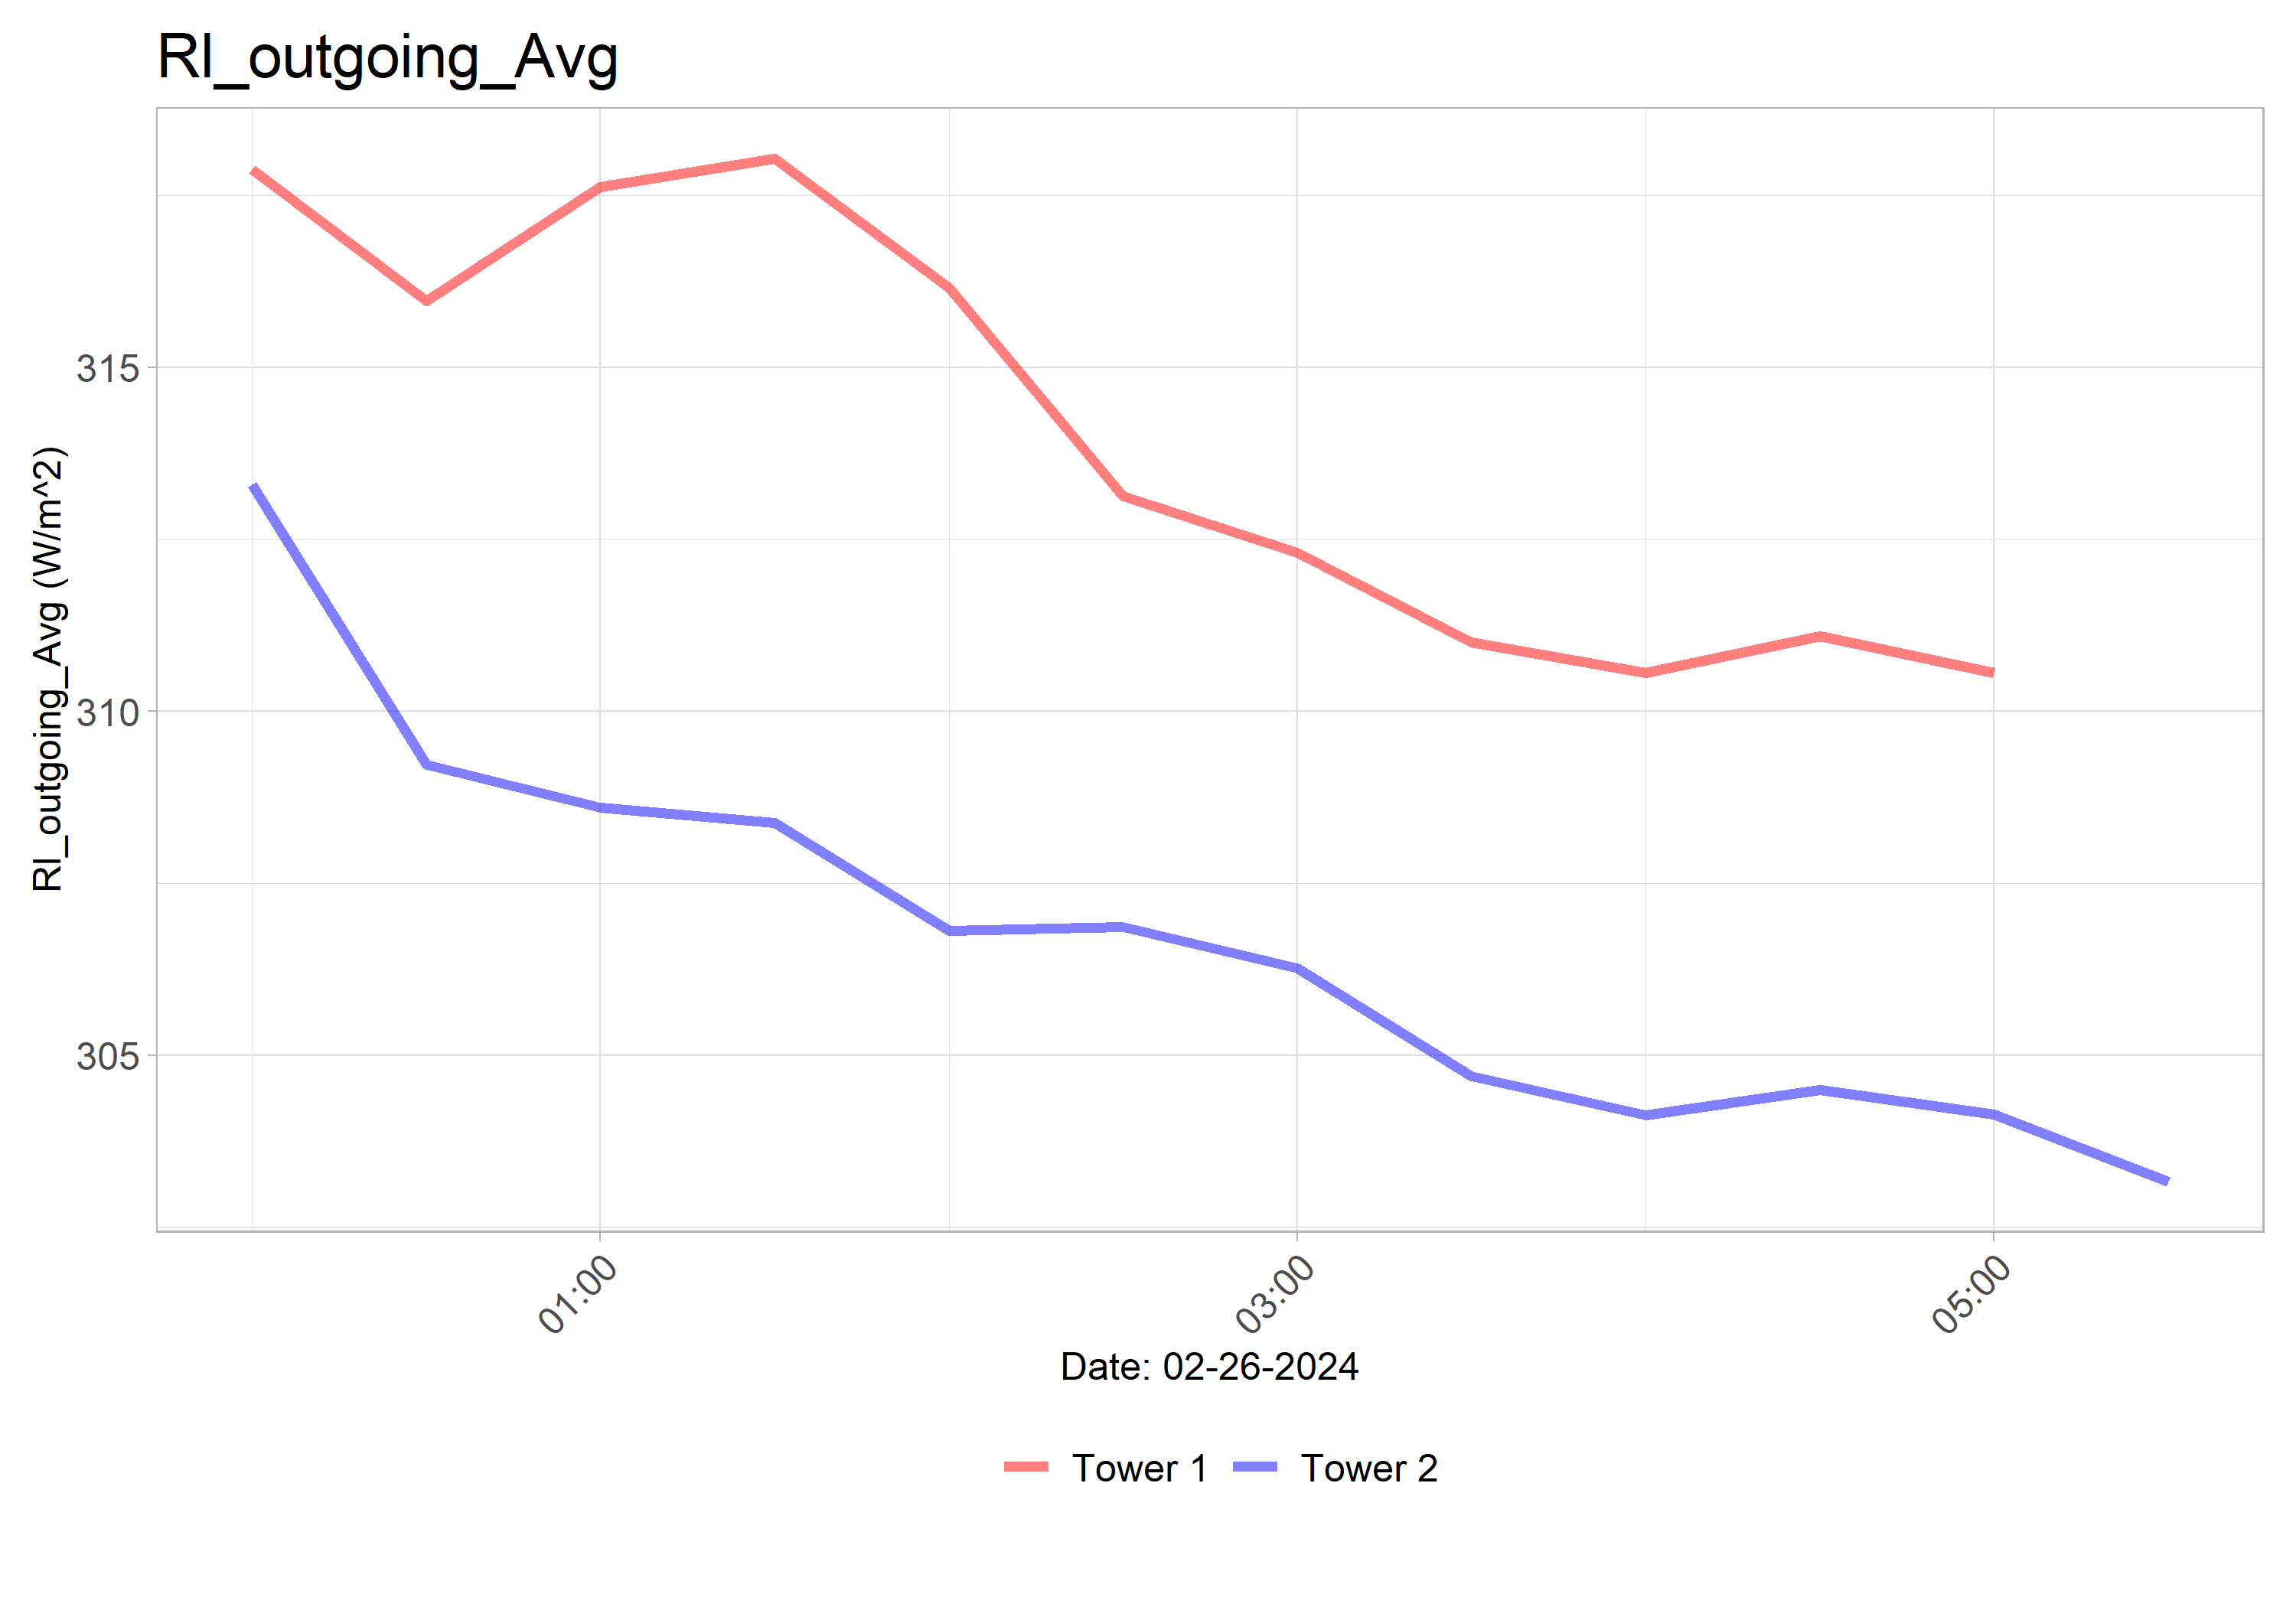 Rl_outgoing_Avg
Rl_outgoing_Avg (W/m^2)
315
310
305
01:00
03:00
05:00
Date: 02-26-2024
Tower 1
Tower 2